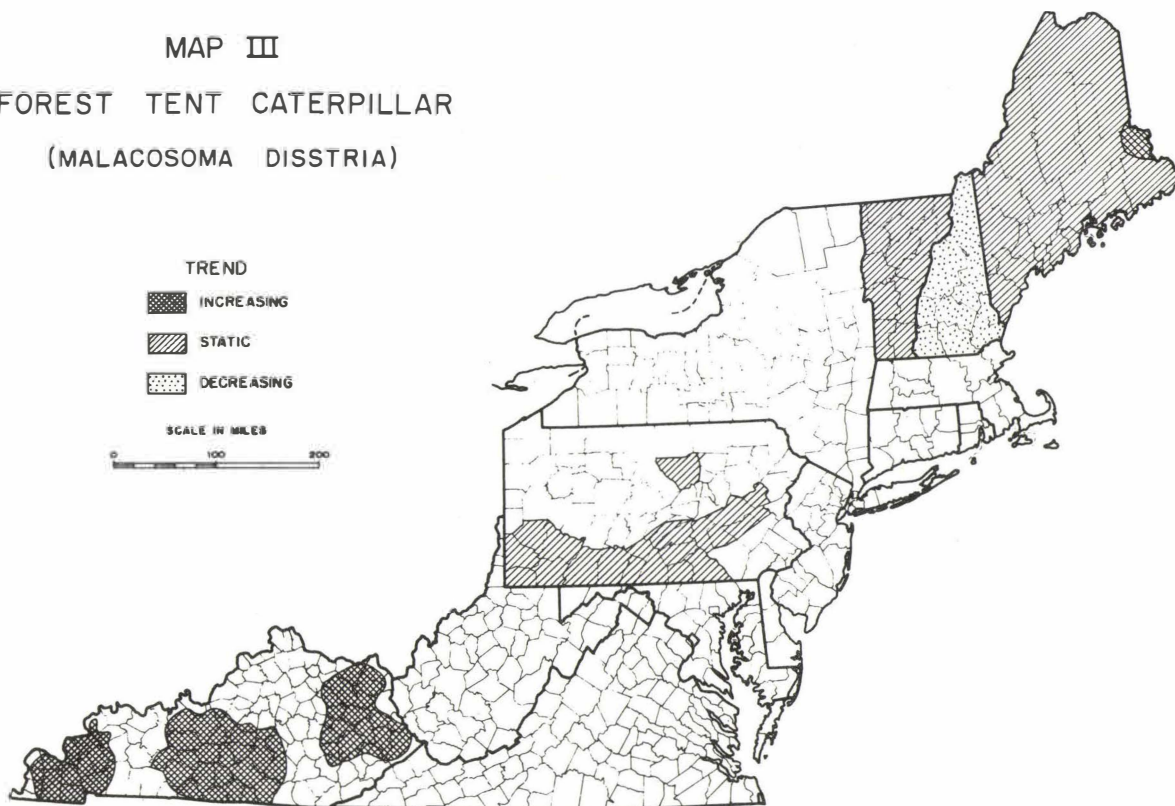 MAP III
FOREST TENT CATERPILLAR
(MALACOSOMA DISSTRIA)
TREND
INCREASING
STATIC
DECREASING
SCALE IN MILES
0 100 200